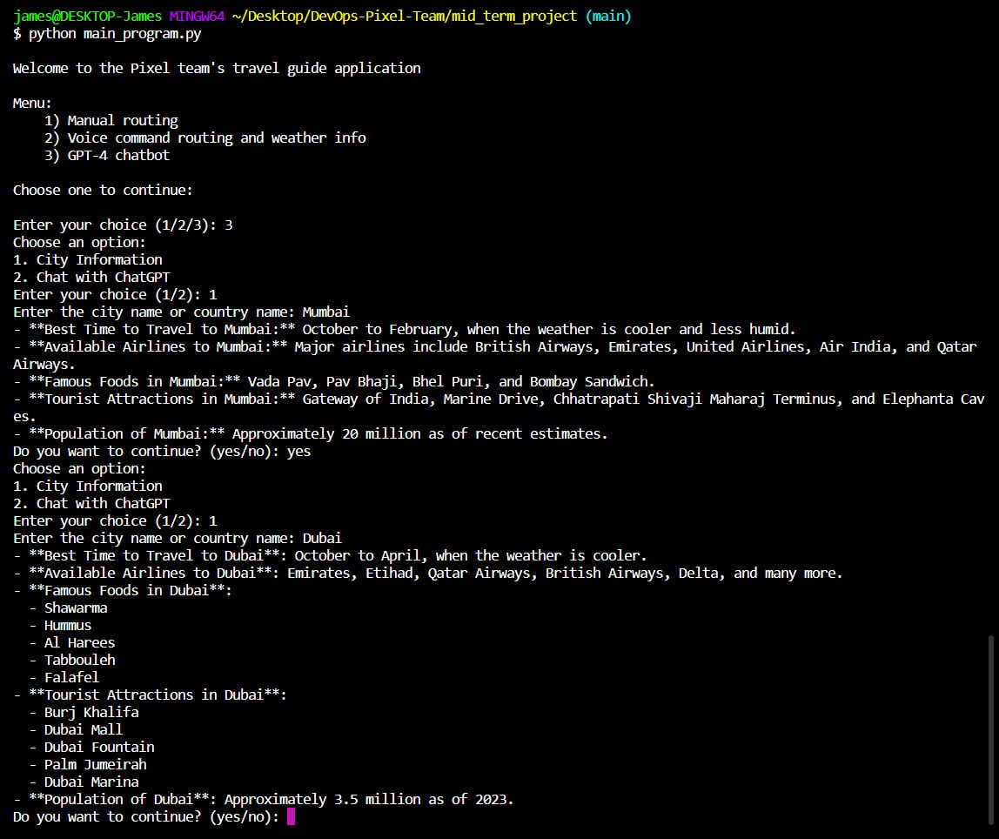 james@DESKTOP-James MINGW64 ~/Desktop/DevOps-Pixel-Team/mid_term_project (main)
$ python main_program.py
Welcome to the Pixel team's travel guide application
Menu:
1) Manual routing
2) Voice command routing and weather info
3) GPT-4 chatbot
Choose one to continue:
Enter your choice (1/2/3): 3
Choose an option:
1. City Information
2. Chat with ChatGPT
Enter your choice (1/2): 1
Enter the city name or country name: Mumbai
- **Best Time to Travel to Mumbai:** October to February, when the weather is cooler and less humid.
- **Available Airlines to Mumbai:** Major airlines include British Airways, Emirates, United Airlines, Air India, and Qatar
Airways.
- **Famous Foods in Mumbai:** Vada Pav, Pav Bhaji, Bhel Puri, and Bombay Sandwich.
- **Tourist Attractions in Mumbai:** Gateway of India, Marine Drive, Chhatrapati Shivaji Maharaj Terminus, and Elephanta Cav
es.
- **Population of Mumbai:** Approximately 20 million as of recent estimates.
Do you want to continue? (yes/no): yes
Choose an option:
1. City Information
2. Chat with ChatGPT
Enter your choice (1/2): 1
Enter the city name or country name: Dubai
- **Best Time to Travel to Dubai**: October to April, when the weather is cooler.
- **Available Airlines to Dubai**: Emirates, Etihad, Qatar Airways, British Airways, Delta, and many more.
- **Famous Foods in Dubai**:
- Shawarma
- Hummus
- Al Harees
- Tabbouleh
- Falafel
- **Tourist Attractions in Dubai**:
- Burj Khalifa
- Dubai Mall
- Dubai Fountain
- Palm Jumeirah
- Dubai Marina
- **Population of Dubai**: Approximately 3.5 million as of 2023.
Do you want to continue? (yes/no):